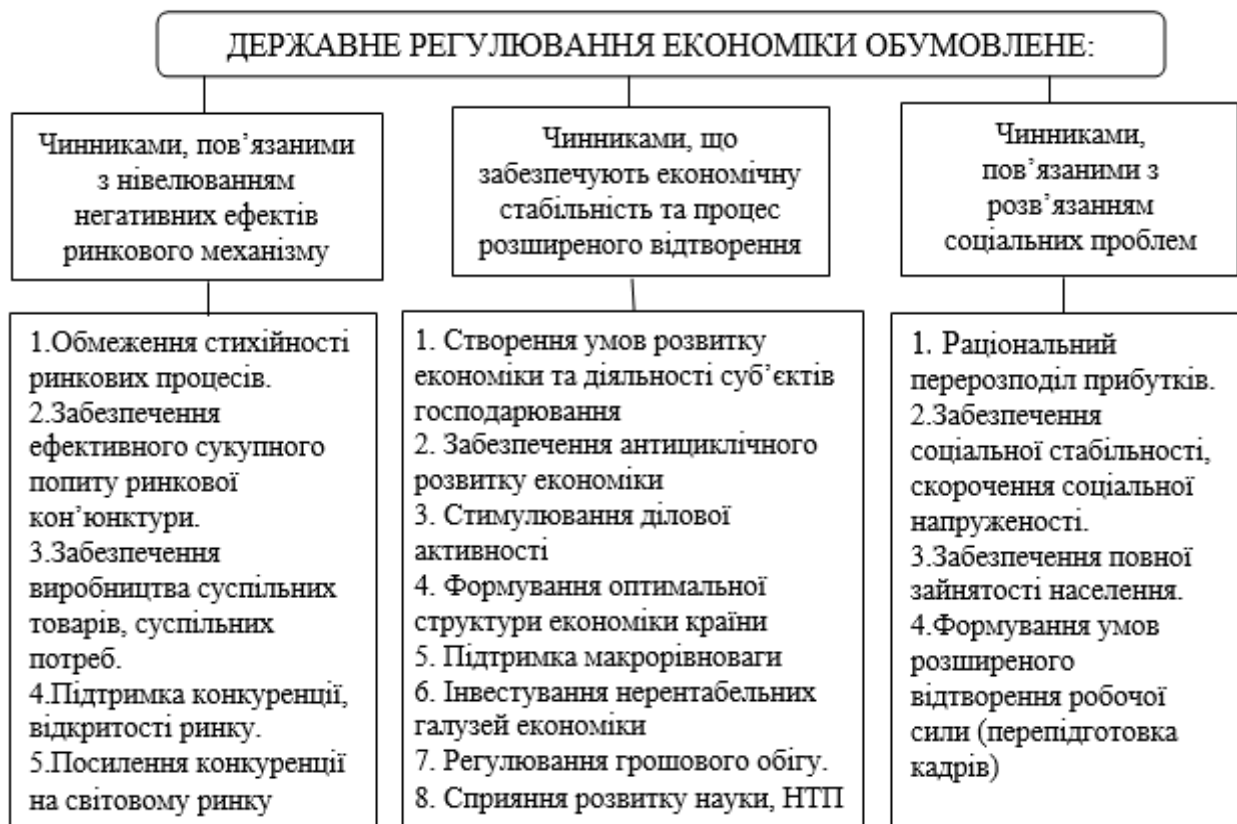 ДЕРЖАВНЕ РЕГУЛЮВАННЯ ЕКОНОМІКИ ОБУМОВЛЕНЕ:
Чинниками, пов’язаними
з нівелюванням
негативних ефектів
ринкового механізму
Чинниками, що
забезпечують економічну
стабільність та процес
розширеного відтворення
Чинниками,
пов’язаними з
розв’язанням
соціальних проблем
1.Обмеження стихійності
ринкових процесів.
2.Забезпечення
ефективного сукупного
попиту ринкової
кон’юнктури.
3.Забезпечення
виробництва суспільних
товарів, суспільних
потреб.
4.Підтримка конкуренції,
відкритості ринку.
5.Посилення конкуренції
на світовому ринку
1. Створення умов розвитку
економіки та діяльності суб’єктів
господарювання
2. Забезпечення антициклічного
розвитку економіки
3. Стимулювання ділової
активності
4. Формування оптимальної
структури економіки країни
5. Підтримка макрорівноваги
6. Інвестування нерентабельних
галузей економіки
7. Регулювання грошового обігу.
8. Сприяння розвитку науки, НТП
1. Раціональний
перерозподіл прибутків.
2.Забезпечення
соціальної стабільності,
скорочення соціальної
напруженості.
3.Забезпечення повної
зайнятості населення.
4.Формування умов
розширеного
відтворення робочої
сили (перепідготовка
кадрів)